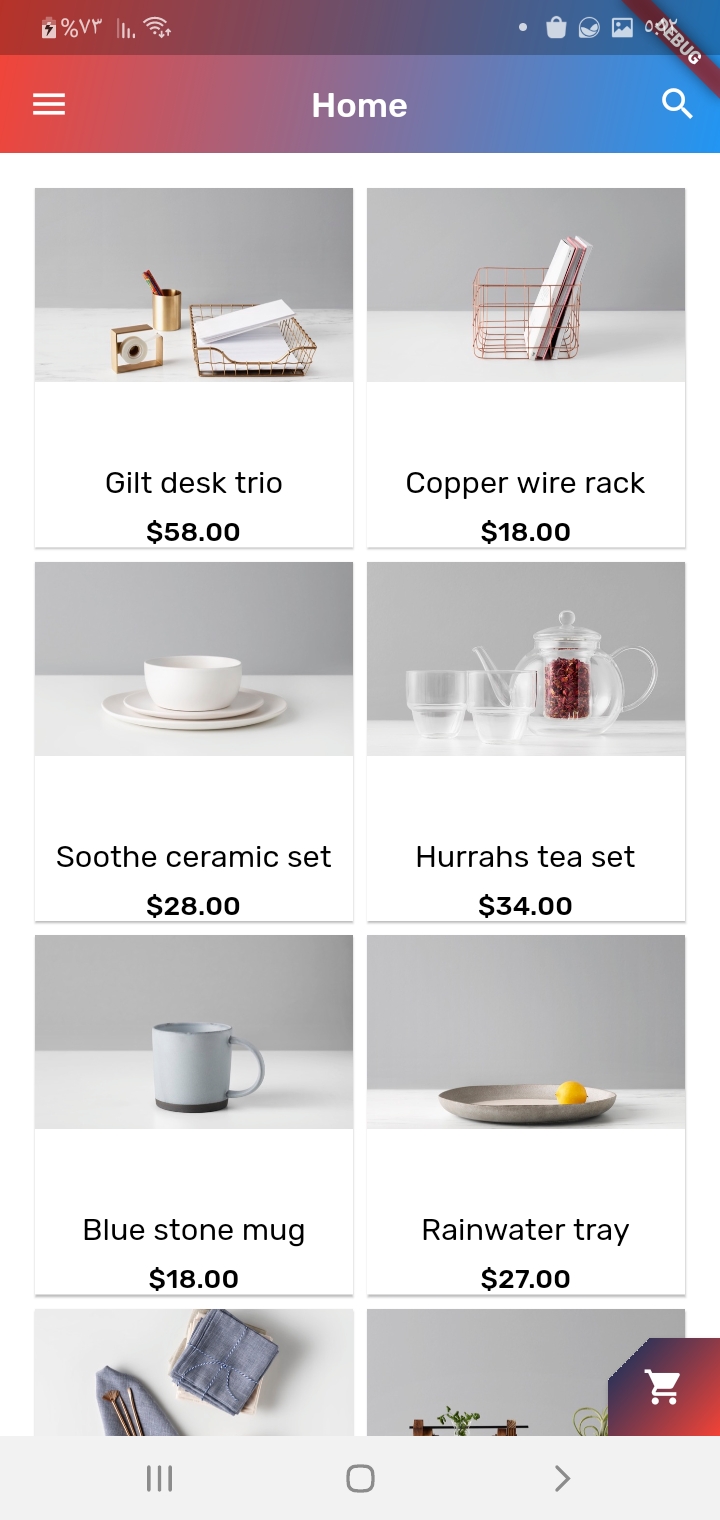 %۷۳
DEBUG
Home
Gilt desk trio
Copper wire rack
$58.00
$18.00
Soothe ceramic set
Hurrahs tea set
$28.00
$34.00
Blue stone mug
Rainwater tray
$18.00
$27.00